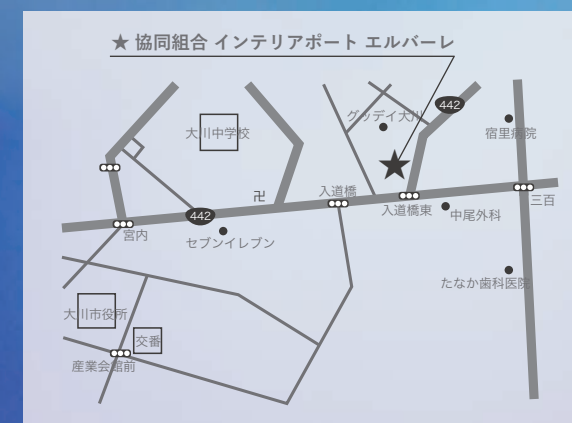 ★ 協同組合 インテリアポート エルバーレ
442
グッデイ大川
大川中学校
宿里病院
卍
入道橋
三百
442
入道橋東
中尾外科
宮内
セブンイレブン
たなか歯科医院
大川市役所
交番
産業会館前